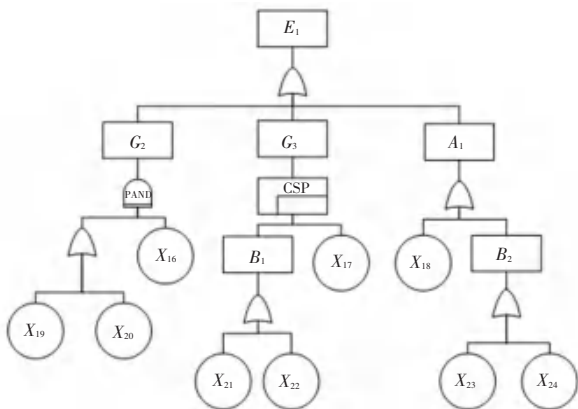 E₁
G₂ G₃ A₁
PAND CSP
X₁₆ B₁ X₁₇ X₁₈ B₂
X₁₉ X₂₀ X₂₁ X₂₂ X₂₃ X₂₄